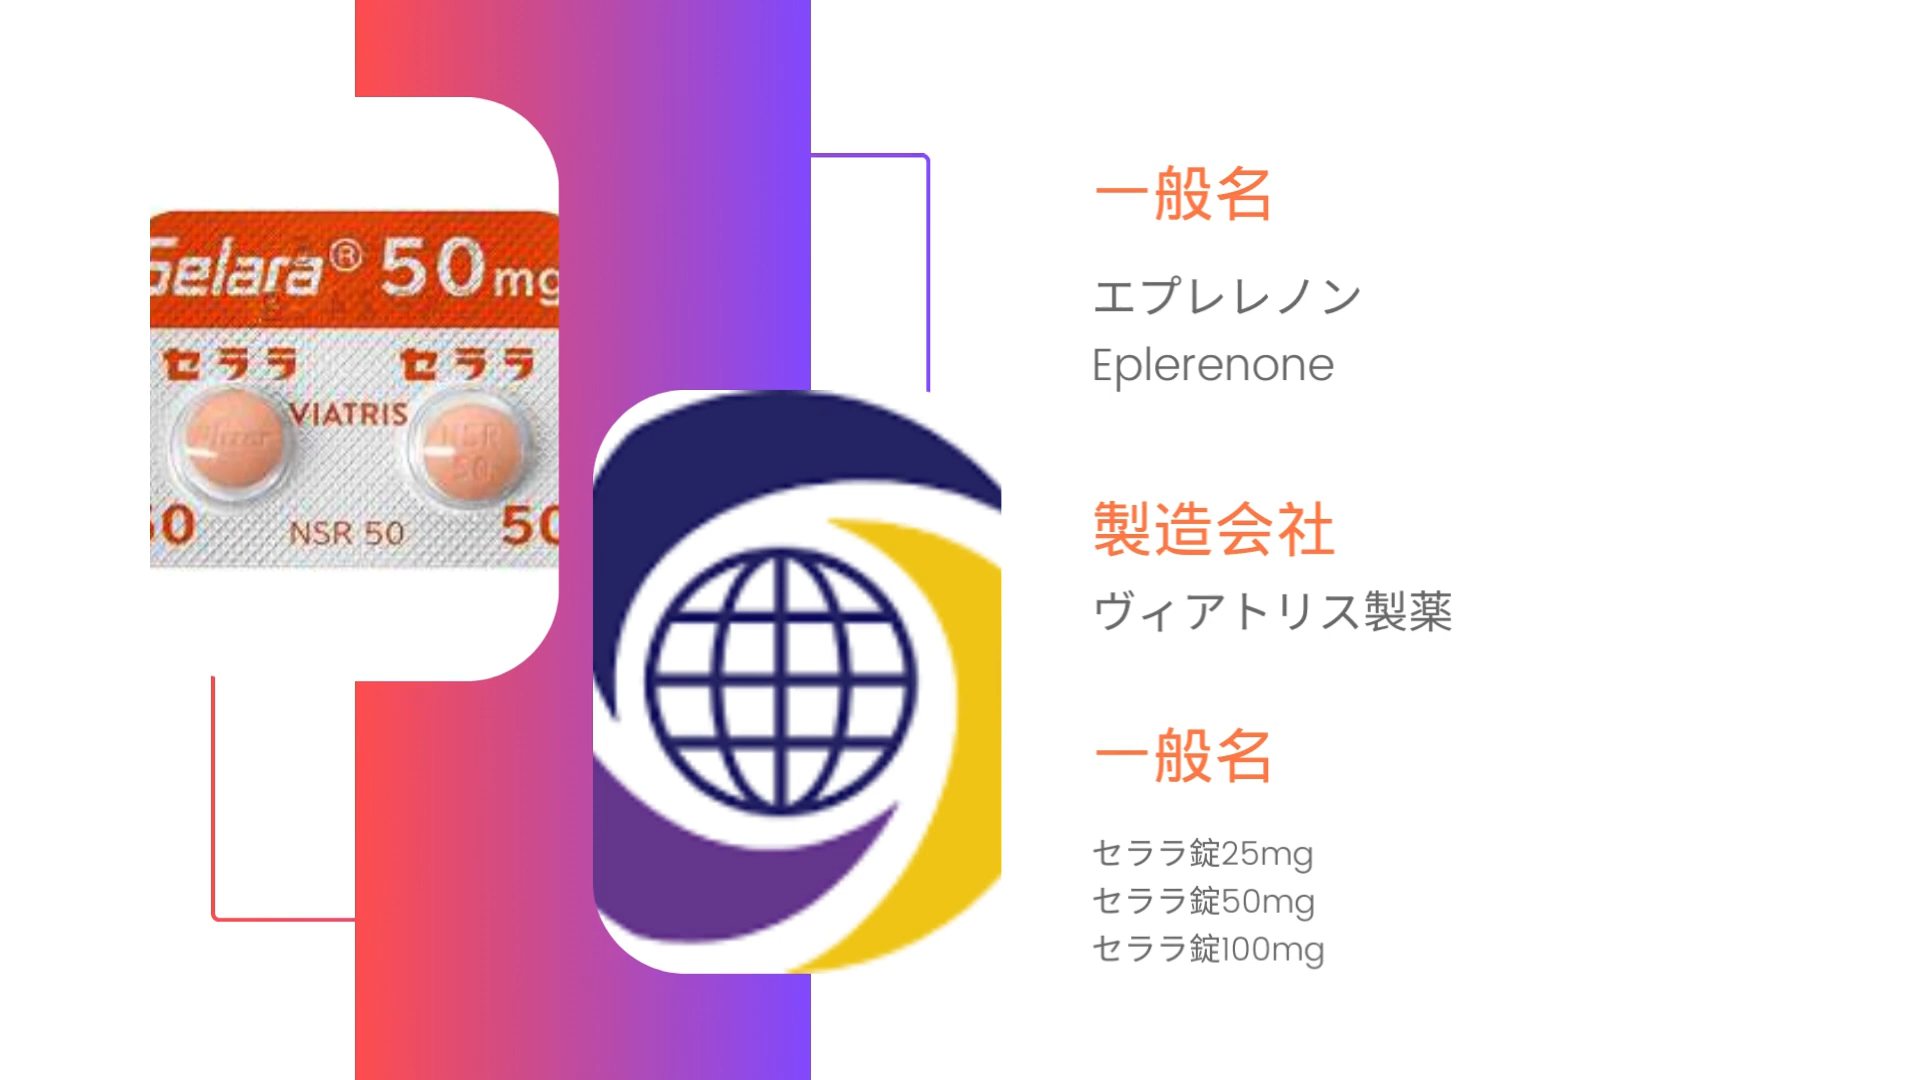 Selara® 50mg
セララ セララ
VIATRIS
NSR
50
50 NSR 50 50
一般名
エプレレノン
Eplerenone
製造会社
ヴィアトリス製薬
一般名
セララ錠25mg
セララ錠50mg
セララ錠100mg